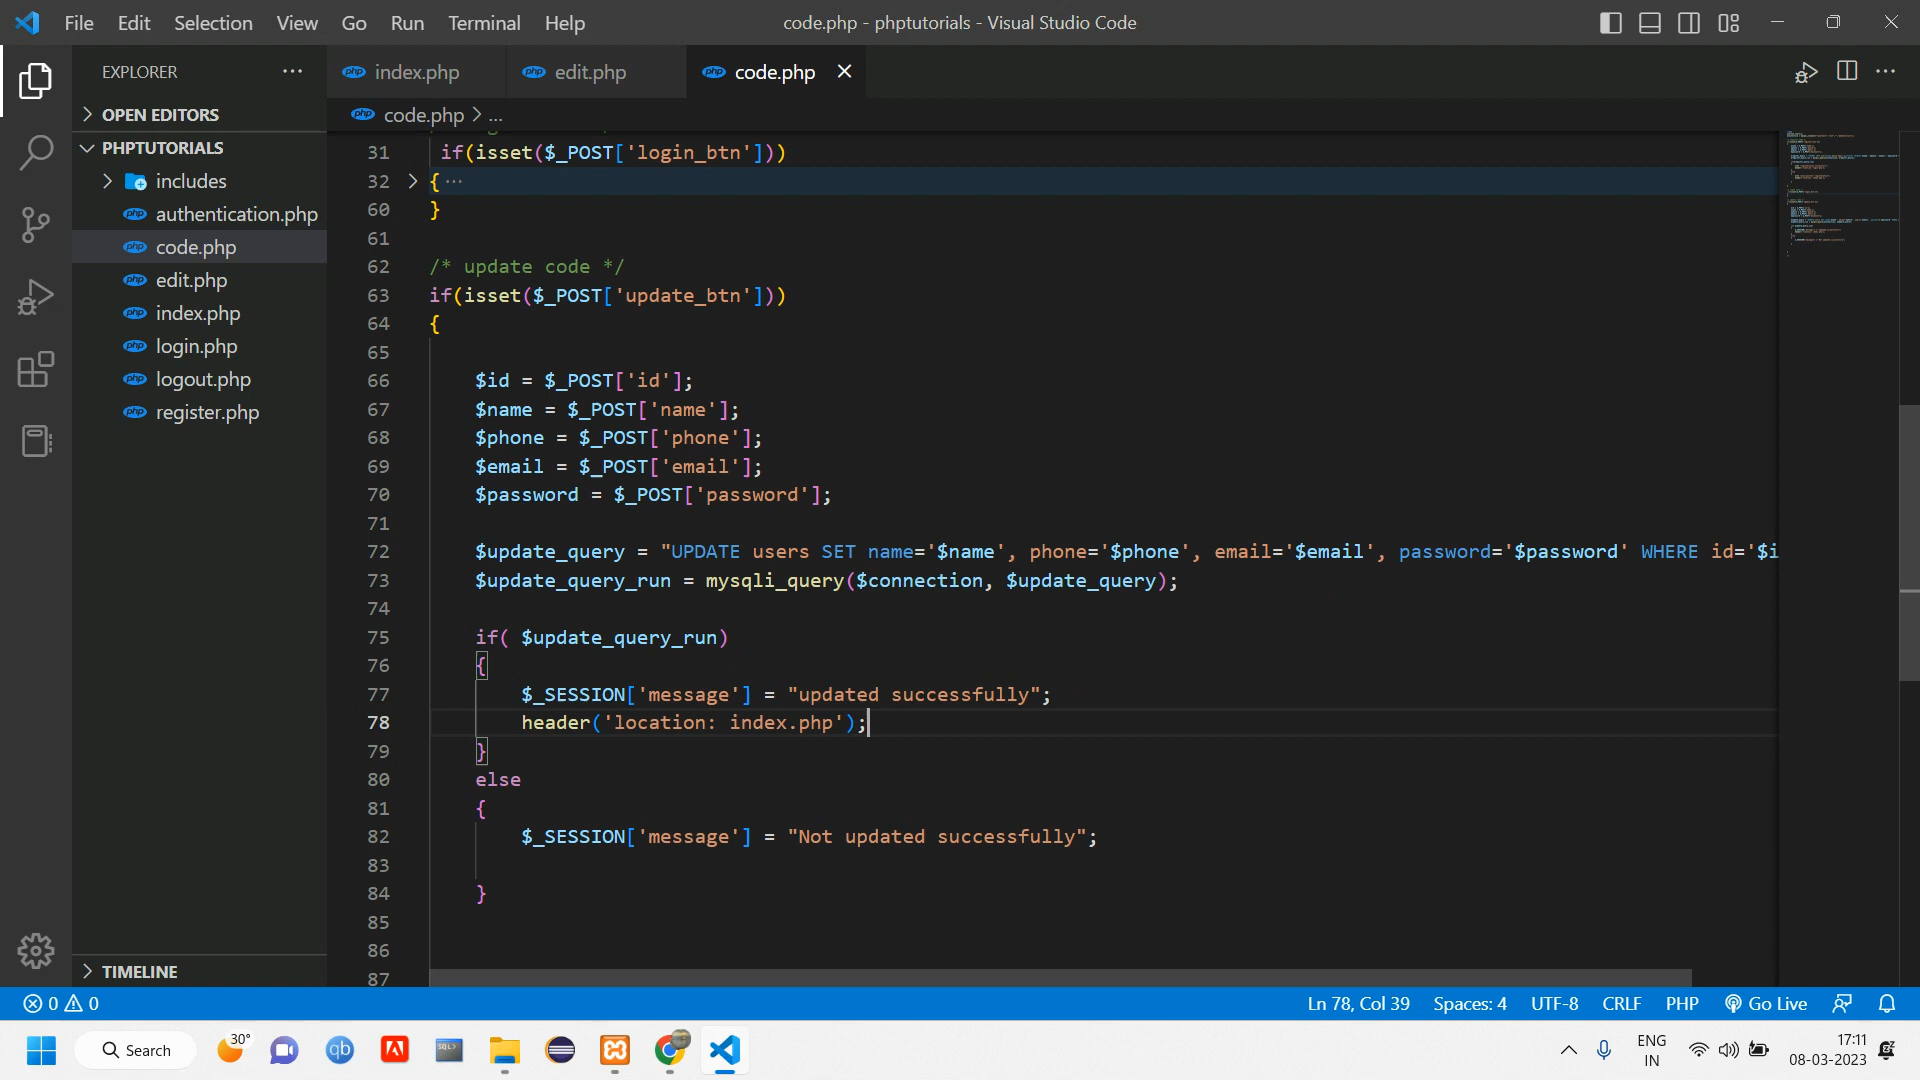 File Edit Selection View Go Run Terminal Help
code.php - phptutorials - Visual Studio Code
EXPLORER
OPEN EDITORS
PHPTUTORIALS
includes
authentication.php
code.php
edit.php
index.php
login.php
logout.php
register.php
TIMELINE
index.php edit.php code.php
code.php > ...
31 if(isset($_POST['login_btn']))
32 { ...
60 }
61
62 /* update code */
63 if(isset($_POST['update_btn']))
64 {
65
66 $id = $_POST['id'];
67 $name = $_POST['name'];
68 $phone = $_POST['phone'];
69 $email = $_POST['email'];
70 $password = $_POST['password'];
71
72 $update_query = "UPDATE users SET name='$name', phone='$phone', email='$email', password='$password' WHERE id='$i
73 $update_query_run = mysqli_query($connection, $update_query);
74
75 if( $update_query_run)
76 {
77 $_SESSION['message'] = "updated successfully";
78 header('location: index.php');
79 }
80 else
81 {
82 $_SESSION['message'] = "Not updated successfully";
83
84 }
85
86
87
0 0
Ln 78, Col 39 Spaces: 4 UTF-8 CRLF PHP Go Live
Search
30°
qb
SQL>
ENG
IN
17:11
08-03-2023